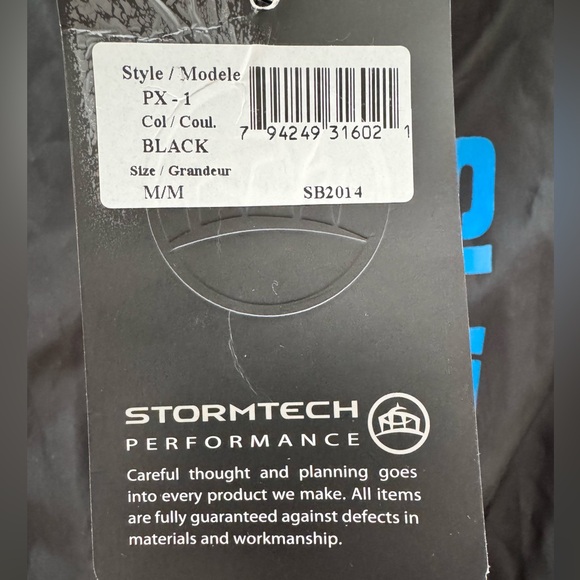 Style / Modele
PX - 1
Col / Coul.
BLACK
Size / Grandeur
M/M
SB2014
7 94249 31602 1
STORMTECH
PERFORMANCE
Careful thought and planning goes
into every product we make. All items
are fully guaranteed against defects in
materials and workmanship.